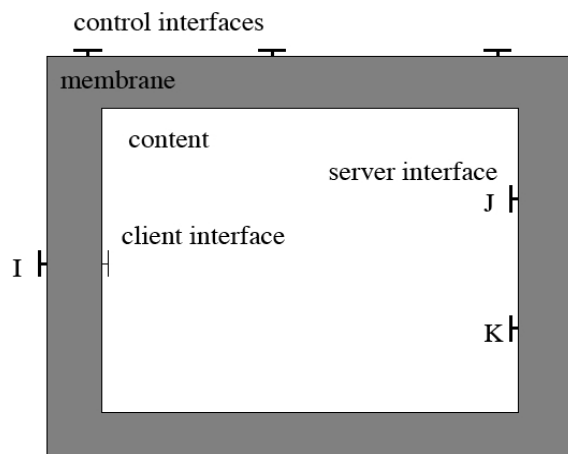 control interfaces
membrane
content
server interface
J
client interface
I
K